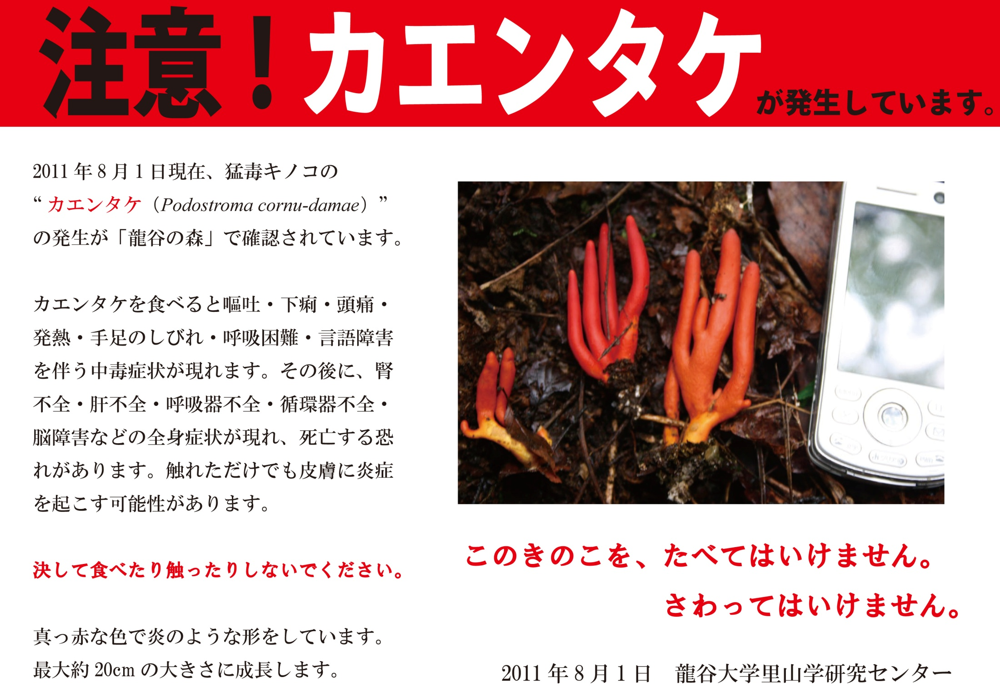 注意！カエンタケが発生しています。
2011年8月1日現在、猛毒キノコの
“カエンタケ（Podostroma cornu-damae）”
の発生が「龍谷の森」で確認されています。
カエンタケを食べると嘔吐・下痢・頭痛・
発熱・手足のしびれ・呼吸困難・言語障害
を伴う中毒症状が現れます。その後に、腎
不全・肝不全・呼吸器不全・循環器不全・
脳障害などの全身症状が現れ、死亡する恐
れがあります。触れただけでも皮膚に炎症
を起こす可能性があります。
決して食べたり触ったりしないでください。
真っ赤な色で炎のような形をしています。
最大約20cmの大きさに成長します。
このきのこを、たべてはいけません。
さわってはいけません。
2011年8月1日　龍谷大学里山学研究センター